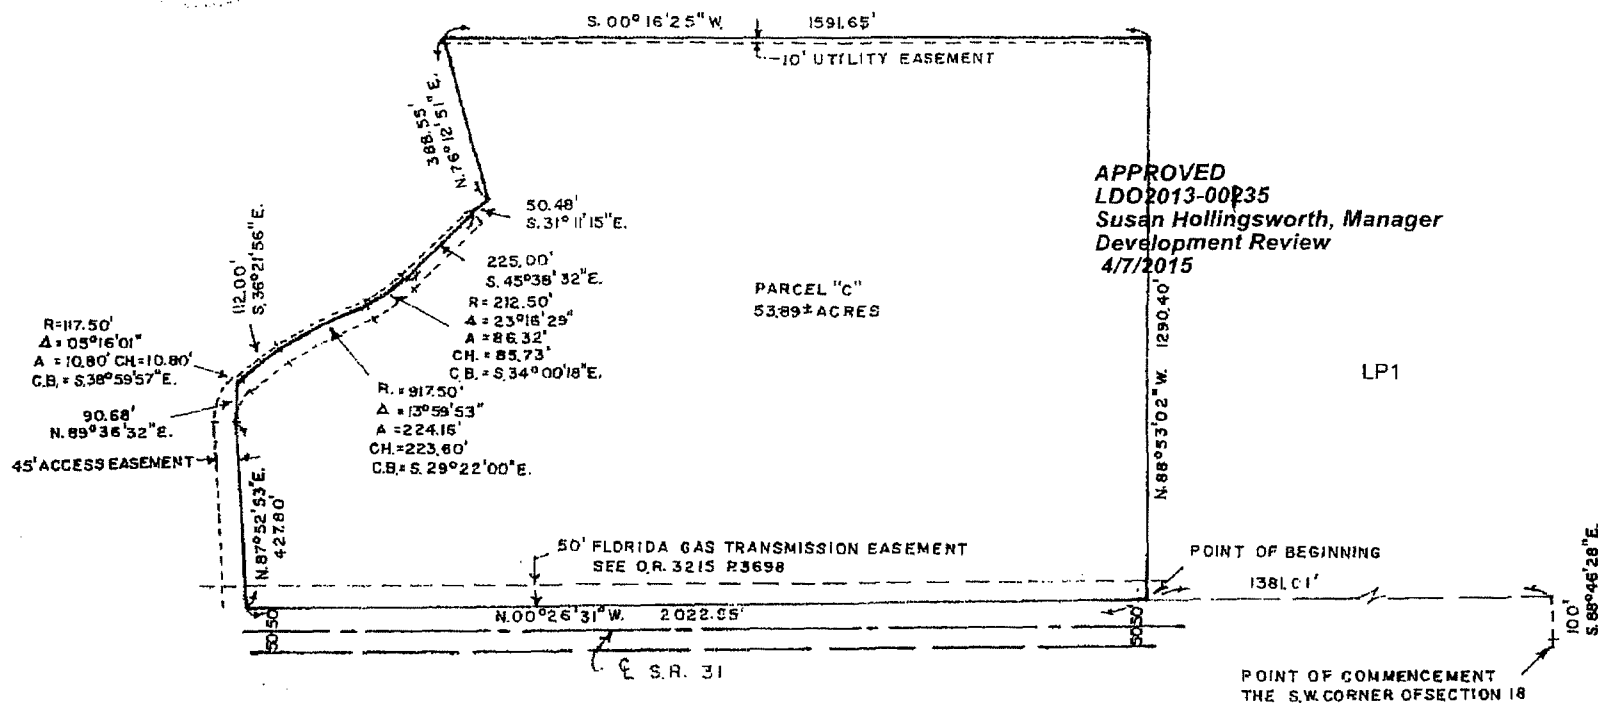 S. 00° 16' 25" W. 1591.65'
10' UTILITY EASEMENT
388.55'
N.76° 12' 51" E.
50.48'
S.31° 11' 15" E.
225.00'
S.45°38' 32" E.
R = 212.50'
Δ = 23°16'29"
A = 86.32'
CH. = 85.73'
C.B. = S.34° 00'18" E.
112.00'
S.36°21'56" E.
R=117.50'
Δ = 05°16'01"
A = 10.80' CH.= 10.80'
C.B. = S.38°59'57" E.
90.68'
N. 89°36'32" E.
45' ACCESS EASEMENT
R. = 917.50'
Δ = 13°59'53"
A = 224.16'
CH.=223.60'
C.B.= S. 29°22'00" E.
N.87°52'53" E.
427.80'
APPROVED
LDO2013-00235
Susan Hollingsworth, Manager
Development Review
4/7/2015
PARCEL "C"
53.89± ACRES
N.88°53'02" W. 1290.40'
LP1
50' FLORIDA GAS TRANSMISSION EASEMENT
SEE O.R. 3215 P.3698
POINT OF BEGINNING
1381.01'
100'
S.88°46'28" E.
N.00°26'31" W. 2022.95'
50.50'
50.50'
℄ S.R. 31
POINT OF COMMENCEMENT
THE S.W. CORNER OF SECTION 18